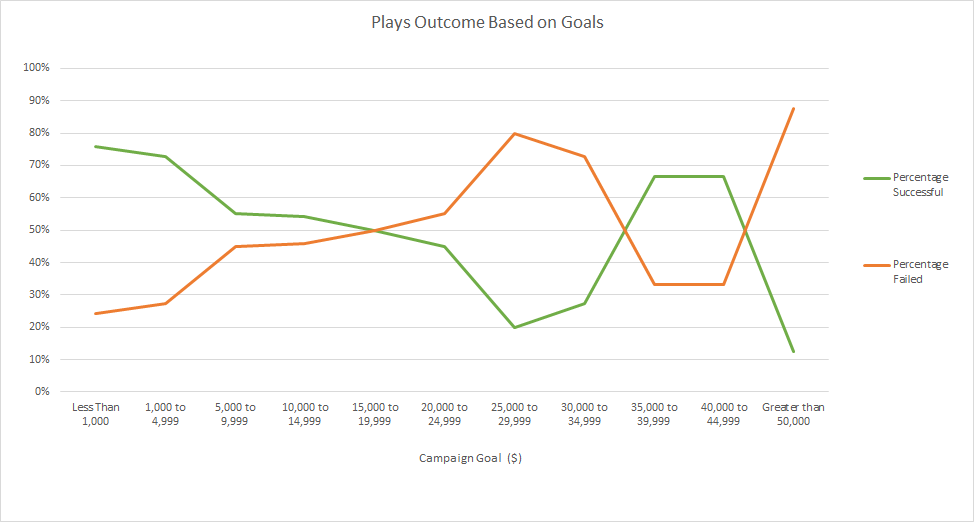 Plays Outcome Based on Goals
100%
90%
80%
70%
60%
50%
40%
30%
20%
10%
0%
Less Than
1,000
1,000 to
4,999
5,000 to
9,999
10,000 to
14,999
15,000 to
19,999
20,000 to
24,999
25,000 to
29,999
30,000 to
34,999
35,000 to
39,999
40,000 to
44,999
Greater than
50,000
Campaign Goal ($)
Percentage
Successful
Percentage
Failed